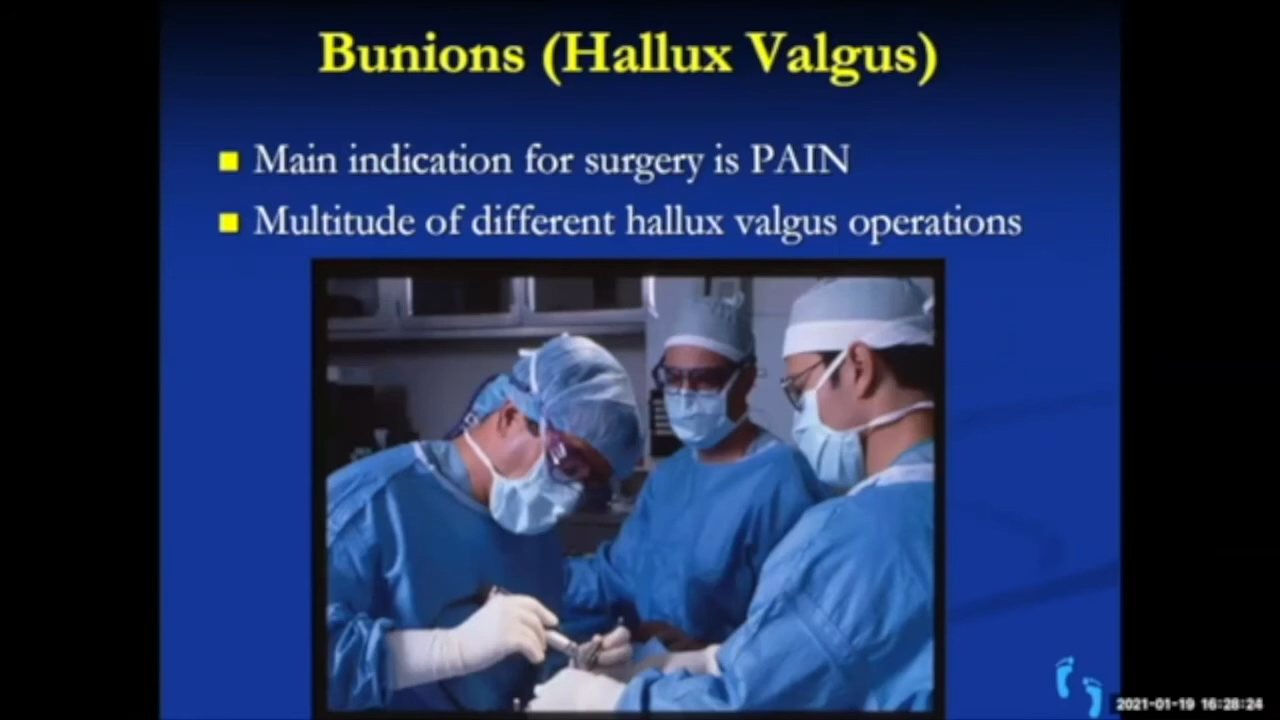 Bunions (Hallux Valgus)
Main indication for surgery is PAIN
Multitude of different hallux valgus operations
2021-01-19 16:28:24